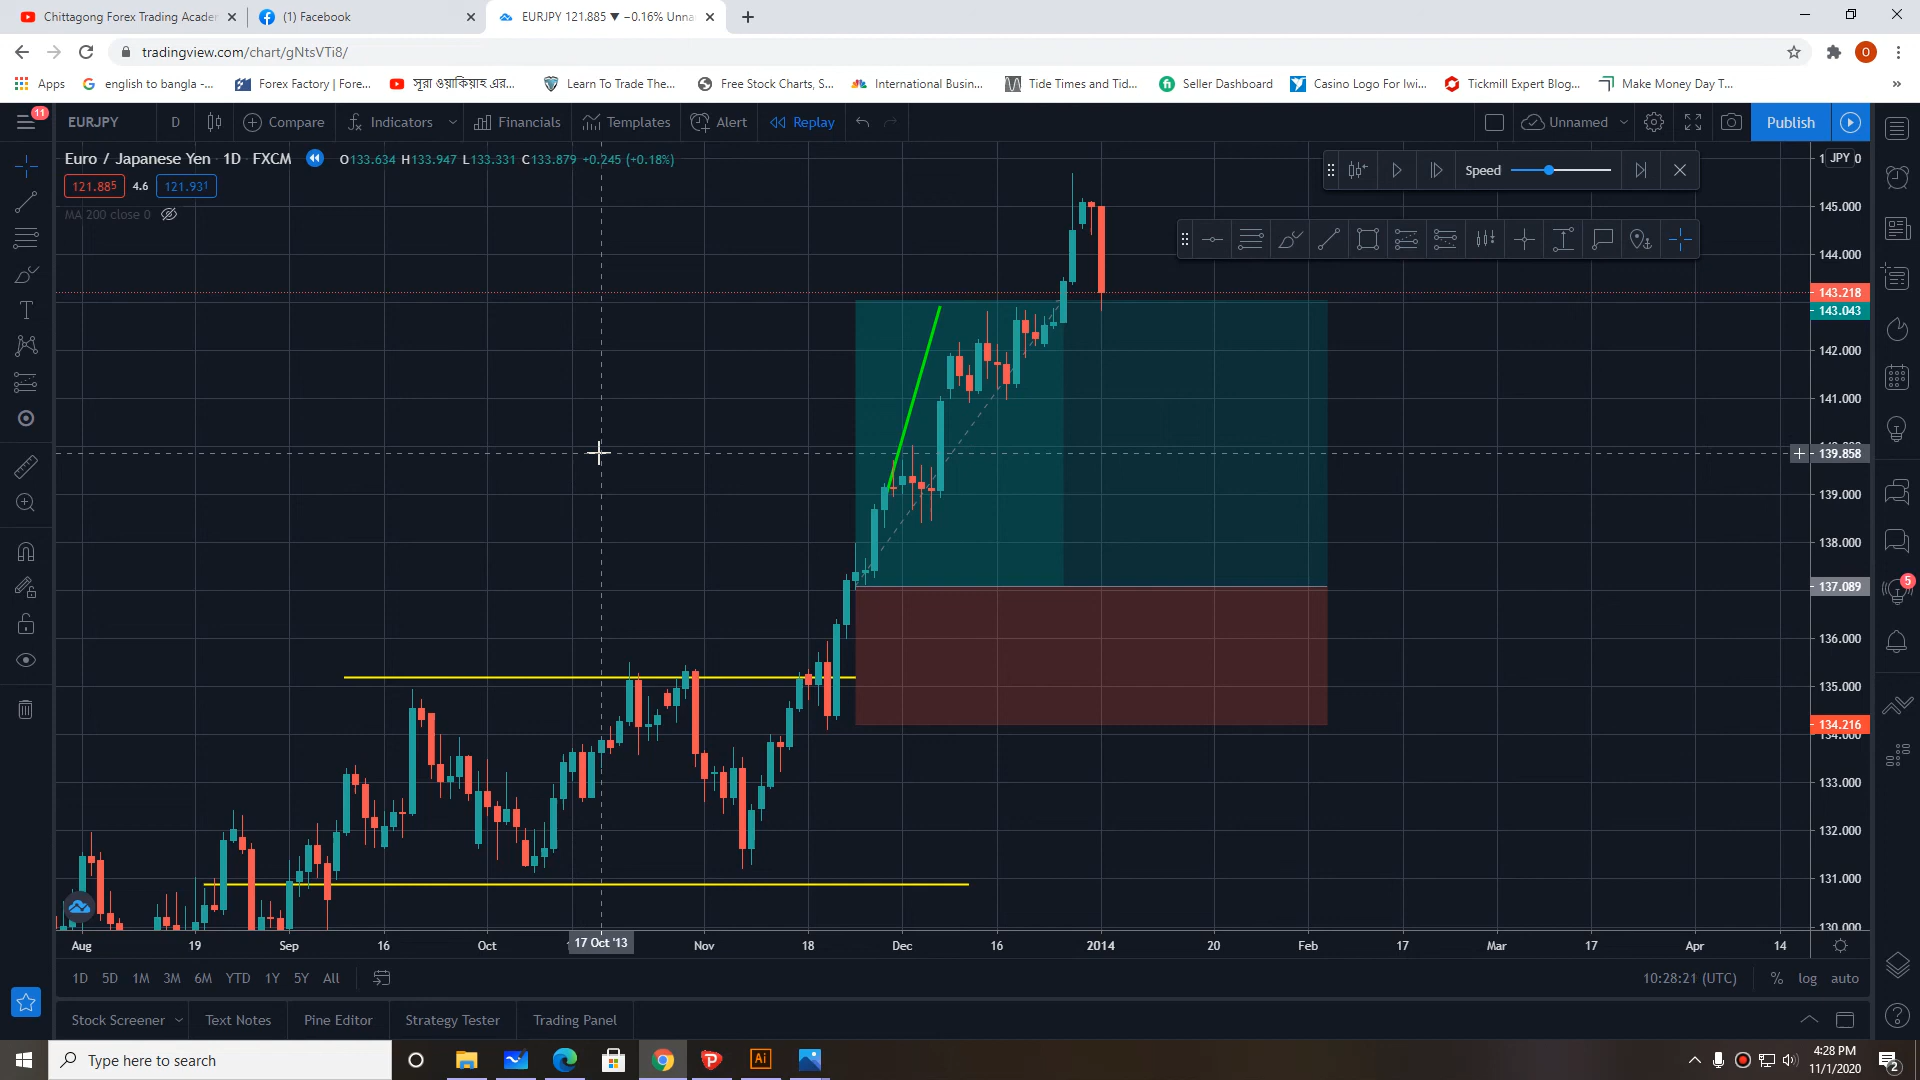 Chittagong Forex Trading Acade
(1) Facebook
EURJPY 121.885 ▼ −0.16% Unna
tradingview.com/chart/gNtsVTi8/
O
Apps
english to bangla -...
Forex Factory | Fore...
সূরা ওয়াকিয়াহ এর...
Learn To Trade The...
Free Stock Charts, S...
International Busin...
Tide Times and Tid...
Seller Dashboard
Casino Logo For Iwi...
Tickmill Expert Blog...
Make Money Day T...
»
11
EURJPY
D
Compare
Indicators
Financials
Templates
Alert
Replay
Unnamed
Publish
Euro / Japanese Yen 1D FXCM
O133.634 H133.947 L133.331 C133.879 +0.245 (+0.18%)
121.885
4.6
121.931
MA 200 close 0
Speed
JPY
145.000
144.000
143.218
143.043
142.000
141.000
139.858
139.000
138.000
137.089
136.000
135.000
134.216
134.000
133.000
132.000
131.000
130.000
5
Aug
19
Sep
16
Oct
17 Oct '13
Nov
18
Dec
16
2014
20
Feb
17
Mar
17
Apr
14
1D
5D
1M
3M
6M
YTD
1Y
5Y
All
10:28:21 (UTC)
%
log
auto
Stock Screener
Text Notes
Pine Editor
Strategy Tester
Trading Panel
Type here to search
Ai
4:28 PM
11/1/2020
2